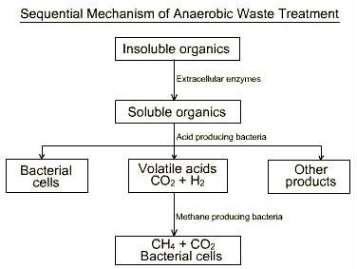 Sequential Mechanism of Anaerobic Waste Treatment
Insoluble organics
Extracellular enzymes
Soluble organics
Acid producing bacteria
Bacterial
cells
Volatile acids
CO₂ + H₂
Other
products
Methane producing bacteria
CH₄ + CO₂
Bacterial cells